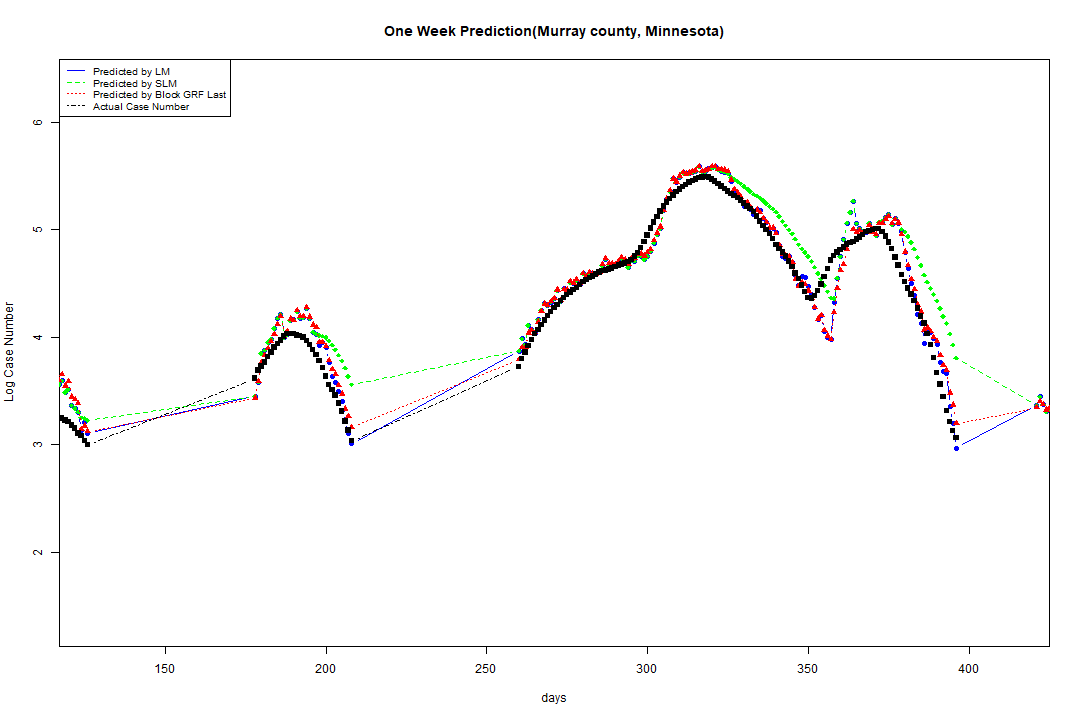 One Week Prediction(Murray county, Minnesota)
Predicted by LM
Predicted by SLM
Predicted by Block GRF Last
Actual Case Number
6
5
4
3
2
Log Case Number
150
200
250
300
350
400
days